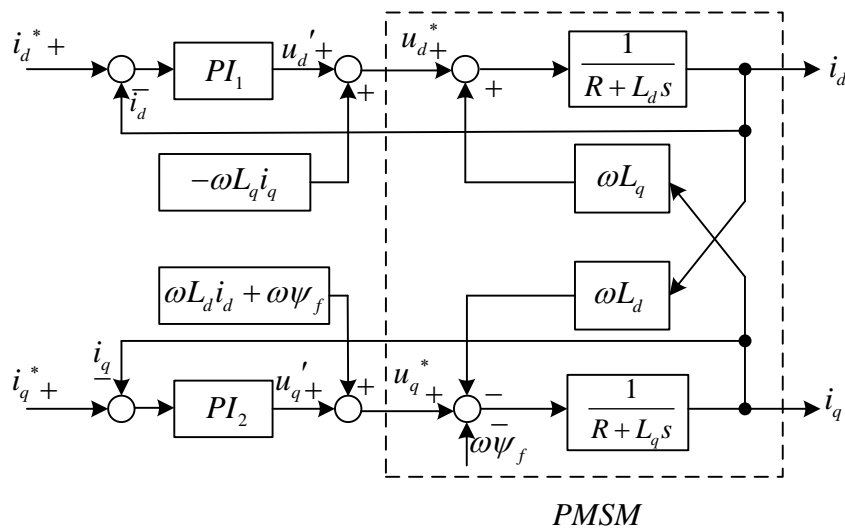 i_d^* +
PI_1
u_d' +
u_d^* +
1
R + L_d s
i_d
+
+
−
i_d
−ωL_q i_q
ωL_q
ωL_d i_d + ωψ_f
ωL_d
i_q
−
i_q^* +
PI_2
u_q' +
+
u_q^* +
−
−
ωψ_f
1
R + L_q s
i_q
PMSM